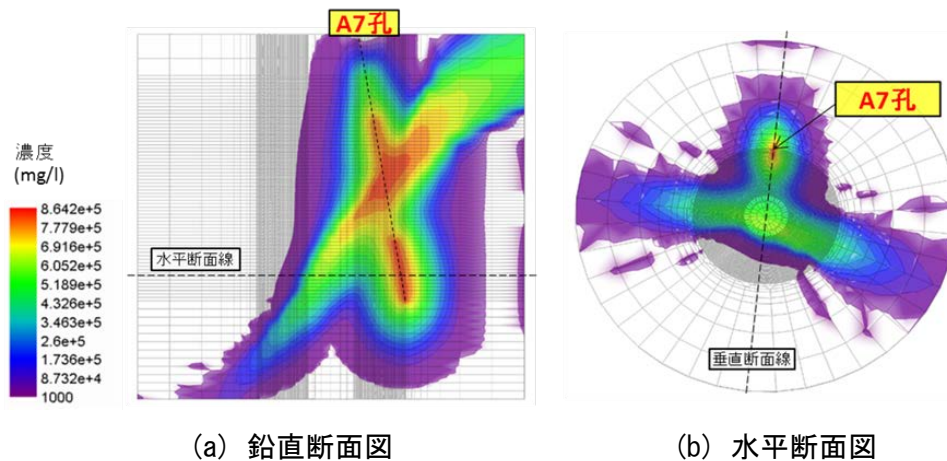 A7孔
A7孔
濃度
(mg/l)
8.642e+5
7.779e+5
6.916e+5
6.052e+5
5.189e+5
4.326e+5
3.463e+5
2.6e+5
1.736e+5
8.732e+4
1000
水平断面線
垂直断面線
(a) 鉛直断面図
(b) 水平断面図